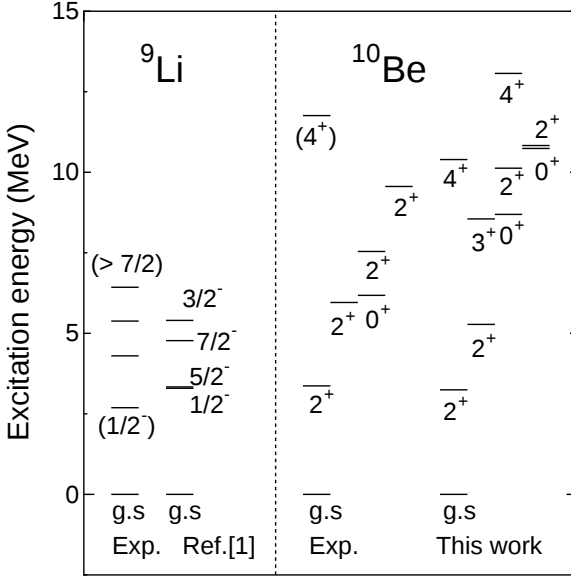 Excitation energy (MeV)
15
10
5
0
⁹Li
(> 7/2)
(1/2⁻)
g.s
Exp.
3/2⁻
7/2⁻
5/2⁻
1/2⁻
g.s
Ref.[1]
¹⁰Be
(4⁺)
2⁺
2⁺
2⁺
0⁺
2⁺
g.s
Exp.
4⁺
2⁺
0⁺
4⁺
2⁺
3⁺
0⁺
2⁺
2⁺
g.s
This work